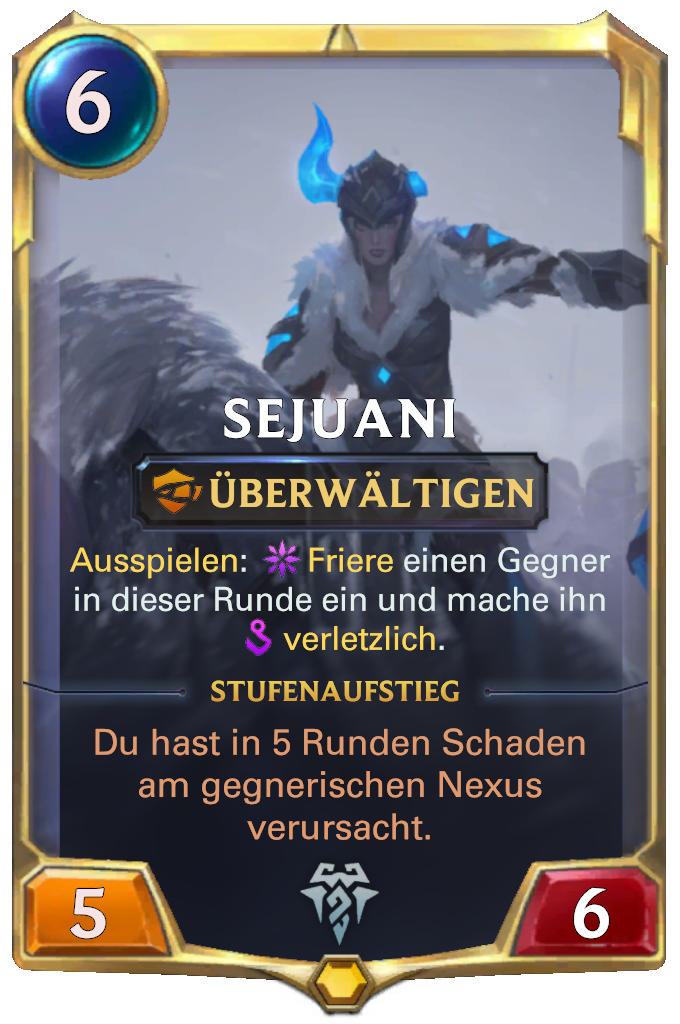 6
SEJUANI
ÜBERWÄLTIGEN
Ausspielen: Friere einen Gegner
in dieser Runde ein und mache ihn
verletzlich.
STUFENAUFSTIEG
Du hast in 5 Runden Schaden
am gegnerischen Nexus
verursacht.
5
6